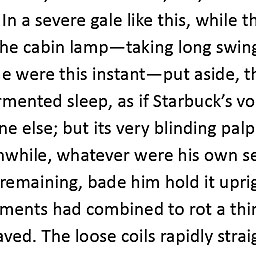 In a severe gale like this, while th
he cabin lamp—taking long swing
e were this instant—put aside, th
rmented sleep, as if Starbuck's vo
ne else; but its very blinding palp
nwhile, whatever were his own se
remaining, bade him hold it uprig
ments had combined to rot a thir
aved. The loose coils rapidly straig